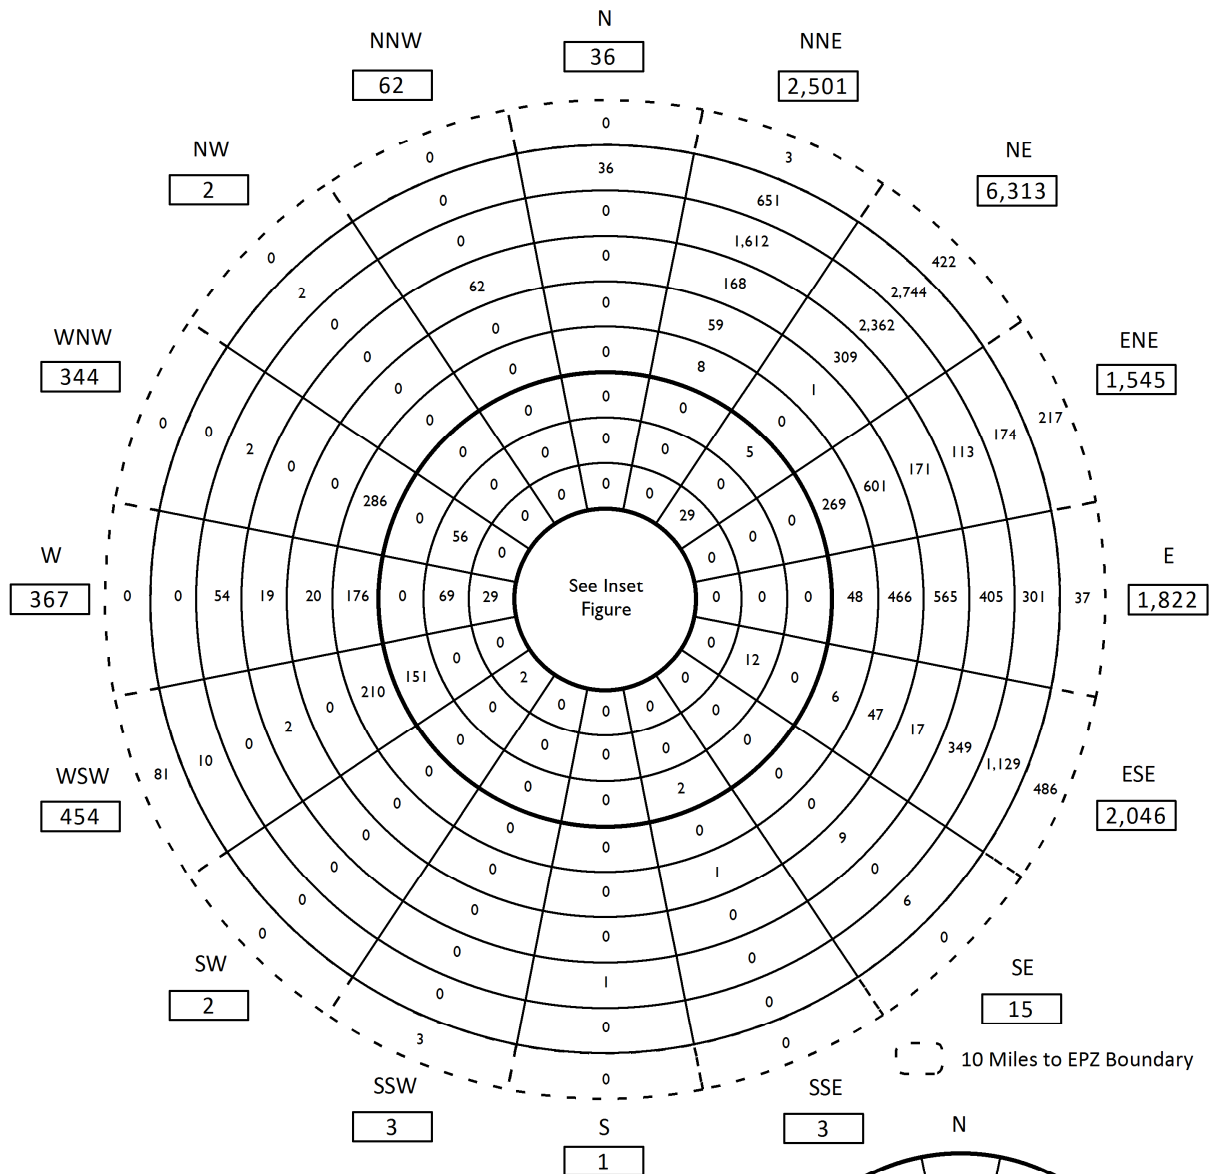 N
36
NNW
62
NNE
2,501
NW
2
NE
6,313
WNW
344
ENE
1,545
W
367
E
1,822
WSW
454
ESE
2,046
SW
2
SE
15
SSW
3
SSE
3
S
1
0
0 3
36
0 651
0
0 1,612
0 422
2 0 62 168 2,744
0 0 0 59 2,362
0 0 0 8 309
0 0 0 0 0 1
0 0 2 0 0 0 0 5 0 113 174 217
0 0 286 0 0 0 0 0 0 269 601 171
0 56 0 29 0
0 0
0 0 54 19 20 176 0 69 29 See Inset Figure 0 0 0 48 466 565 405 301 37
0 0 0 12
210 151 2 0 0 6
2 0 0 0 0 0 0 0 47 17
81 10 0 0 0 0 0 0 0 349 1,129
0 0 0 2 0 486
0 0 0 0 0 9
0 0 0 1 0
0 0 0 0 6
0 0 0 0
0 1 0
0 0
3 0
0
10 Miles to EPZ Boundary
N